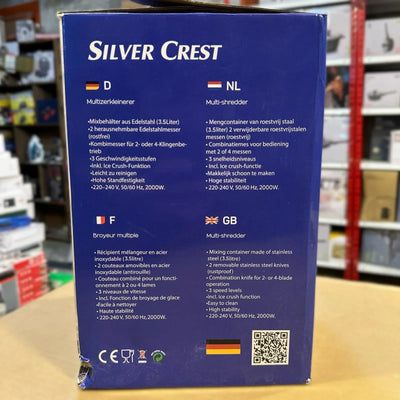 SILVER CREST
D
Multizerkleinerer
•Mixbehälter aus Edelstahl (3.5Liter)
•2 herausnehmbare Edelstahlmesser
(rostfrei)
•Kombimesser für 2- oder 4-Klingenbe-
trieb
•3 Geschwindigkeitsstufen
•Inkl. Ice Crush-Funktion
•Leicht zu reinigen
•Hohe Standfestigkeit
•220-240 V, 50/60 Hz, 2000W.
NL
Multi-shredder
• Mengcontainer van roestvrij staal
(3.5liter) 2 verwijderbare roestvrijstalen
messen (roestvrij)
• Combinatiemes voor bediening
met 2 of 4 messen
• 3 snelheidsniveaus
• Incl. Ice crush-functie
• Makkelijk schoon te maken
• Hoge stabiliteit
•220-240 V, 50/60 Hz, 2000W.
F
Broyeur multiple
• Récipient mélangeur en acier
inoxydable (3.5litre)
• 2 couteaux amovibles en acier
inoxydable (antirouille)
• Couteau combiné pour un foncti-
onnement à 2 ou 4 lames
• 3 niveaux de vitesse
• Incl. Fonction de broyage de glace
• Facile à nettoyer
• Haute stabilité
• 220-240 V, 50/60 Hz, 2000W.
GB
Multi-shredder
• Mixing container made of stainless
steel (3.5litre)
• 2 removable stainless steel knives
(rustproof)
• Combination knife for 2- or 4-blade
operation
• 3 speed levels
• Incl. Ice crush function
•Easy to clean
• High stability
• 220-240 V, 50/60 Hz, 2000W.
CE